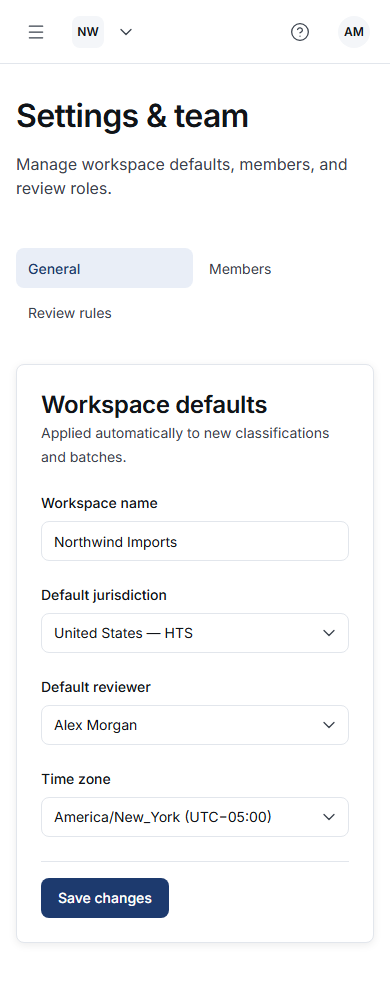 NW
AM
Settings & team
Manage workspace defaults, members, and
review roles.
General
Members
Review rules
Workspace defaults
Applied automatically to new classifications
and batches.
Workspace name
Northwind Imports
Default jurisdiction
United States — HTS
Default reviewer
Alex Morgan
Time zone
America/New_York (UTC−05:00)
Save changes